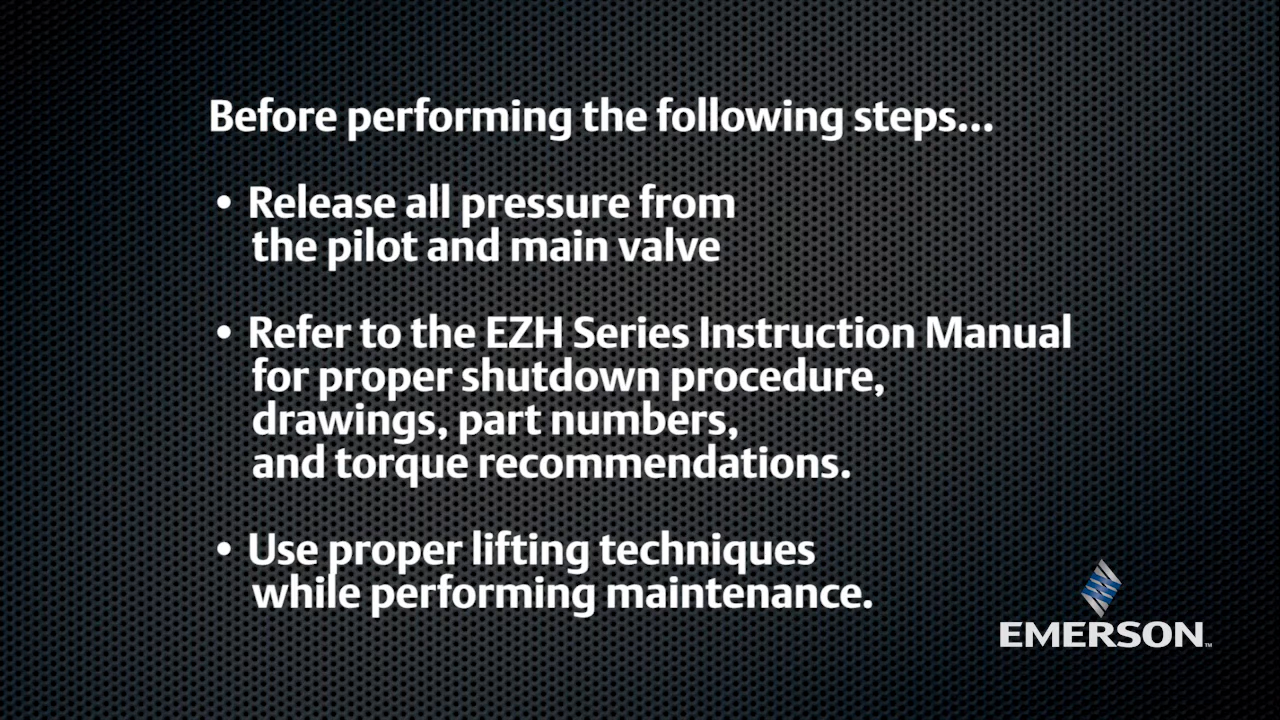 Before performing the following steps...
• Release all pressure from
the pilot and main valve
• Refer to the EZH Series Instruction Manual
for proper shutdown procedure,
drawings, part numbers,
and torque recommendations.
• Use proper lifting techniques
while performing maintenance.
EMERSON™